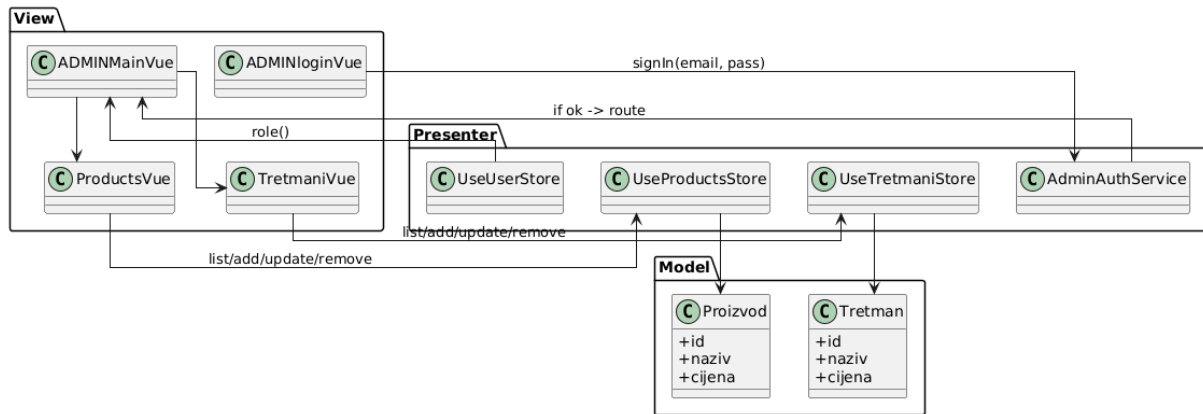 View
C ADMINMainVue
C ADMINloginVue
signIn(email, pass)
if ok -> route
role()
Presenter
C ProductsVue
C TretmaniVue
C UseUserStore
C UseProductsStore
C UseTretmaniStore
C AdminAuthService
list/add/update/remove
list/add/update/remove
Model
C Proizvod
+id
+naziv
+cijena
C Tretman
+id
+naziv
+cijena